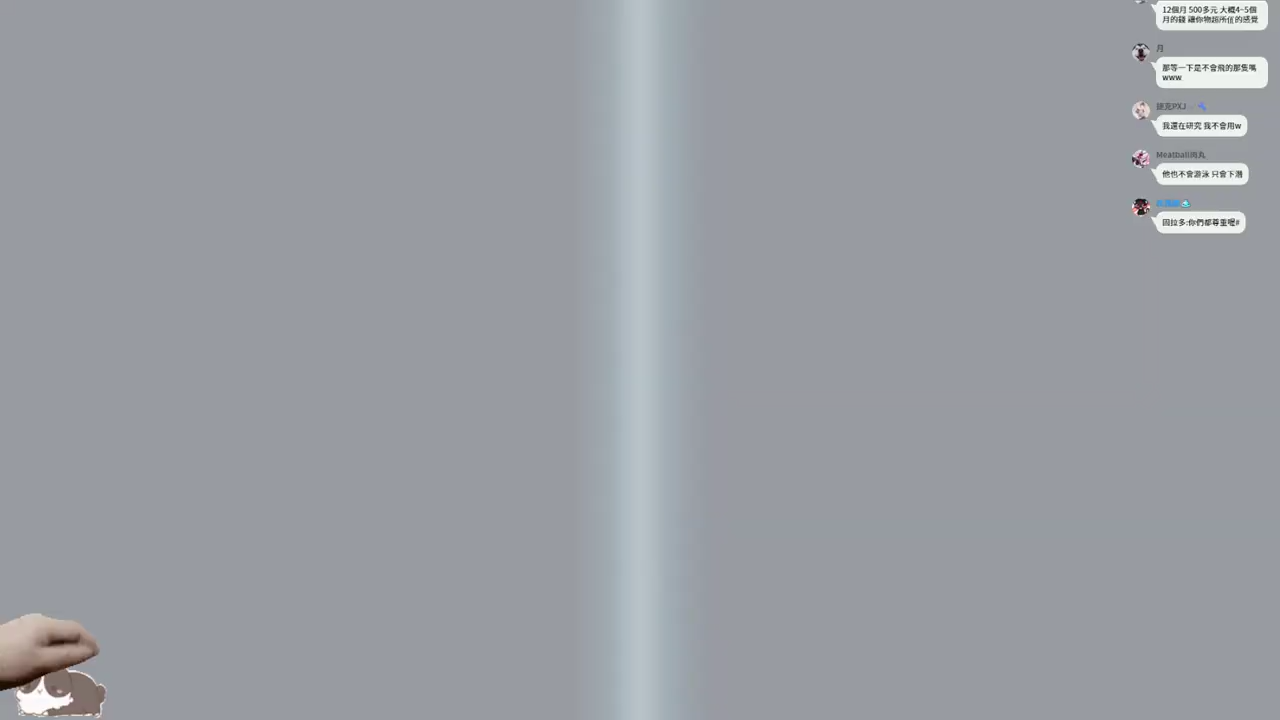 12個月 500多元 大概4~5個
月的錢 讓你物超所值的感覺
月
那等一下是不會飛的那隻嗎
www
我還在研究 我不會用w
Meatball肉丸
他也不會游泳 只會下潛
固拉多:你們都尊重喔#